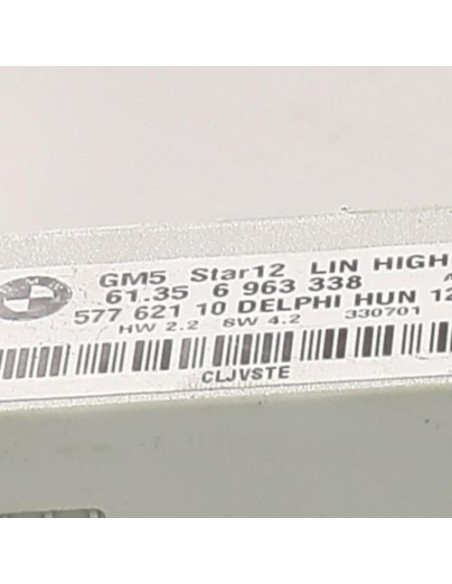 GM5 Star12 LIN HIGH
61.35 6 963 338
577 621 10 DELPHI HUN 12
HW 2.2 SW 4.2 330701
CLJVSTE